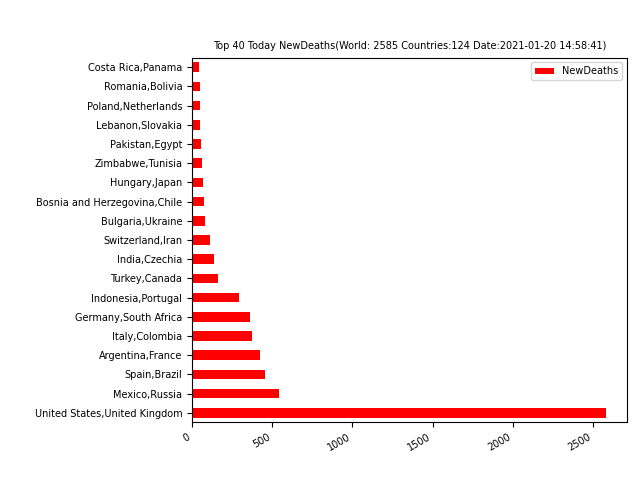 Top 40 Today NewDeaths(World: 2585 Countries:124 Date:2021-01-20 14:58:41)
NewDeaths
Costa Rica,Panama
Romania,Bolivia
Poland,Netherlands
Lebanon,Slovakia
Pakistan,Egypt
Zimbabwe,Tunisia
Hungary,Japan
Bosnia and Herzegovina,Chile
Bulgaria,Ukraine
Switzerland,Iran
India,Czechia
Turkey,Canada
Indonesia,Portugal
Germany,South Africa
Italy,Colombia
Argentina,France
Spain,Brazil
Mexico,Russia
United States,United Kingdom
0 500 1000 1500 2000 2500